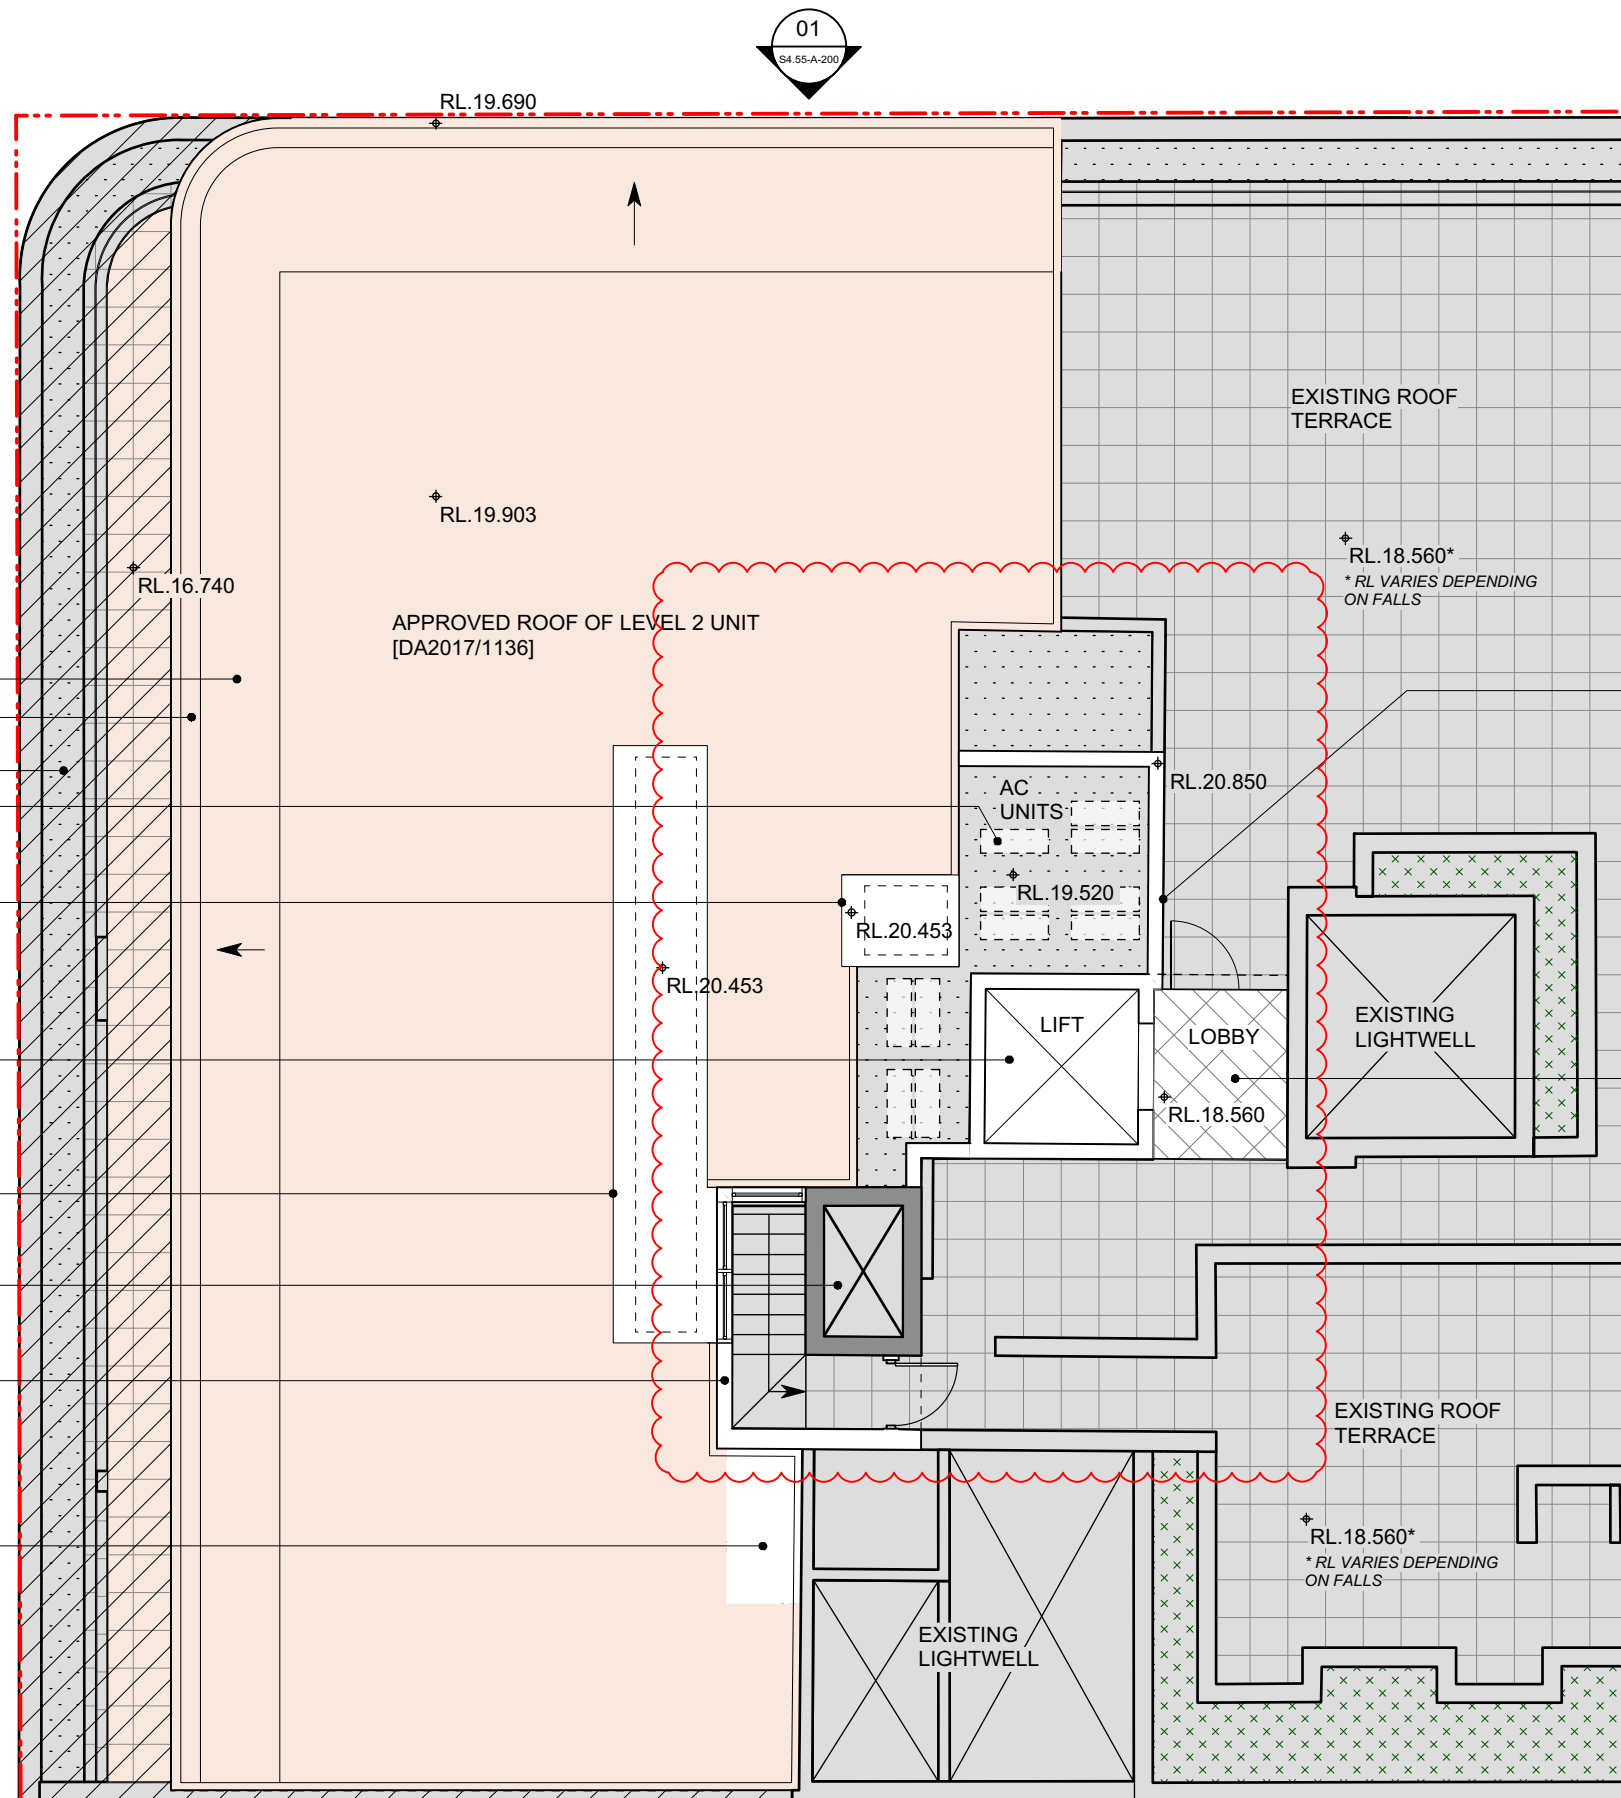 01
S4.55-A-200
RL.19.690
EXISTING ROOF
TERRACE
RL.19.903
RL.18.560*
* RL VARIES DEPENDING
ON FALLS
RL.16.740
APPROVED ROOF OF LEVEL 2 UNIT
[DA2017/1136]
RL.20.850
AC
UNITS
RL.19.520
RL.20.453
RL.20.453
LIFT
LOBBY
EXISTING
LIGHTWELL
RL.18.560
EXISTING ROOF
TERRACE
RL.18.560*
* RL VARIES DEPENDING
ON FALLS
EXISTING
LIGHTWELL